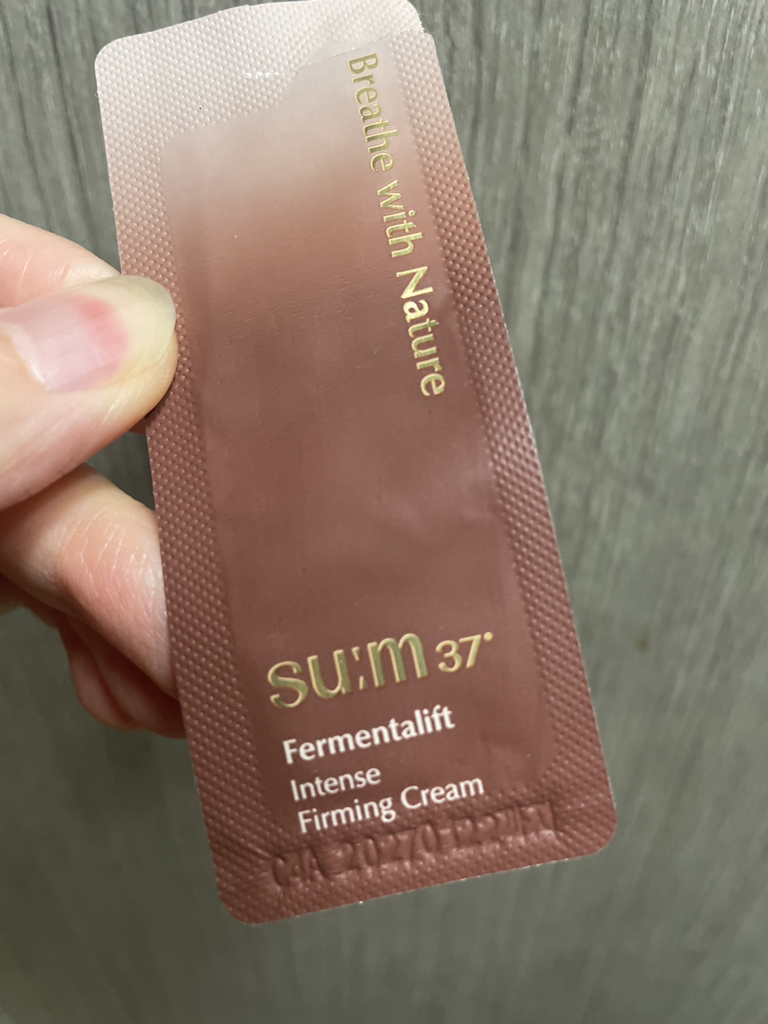 Breathe with Nature
su:m 37°
Fermentalift
Intense
Firming Cream